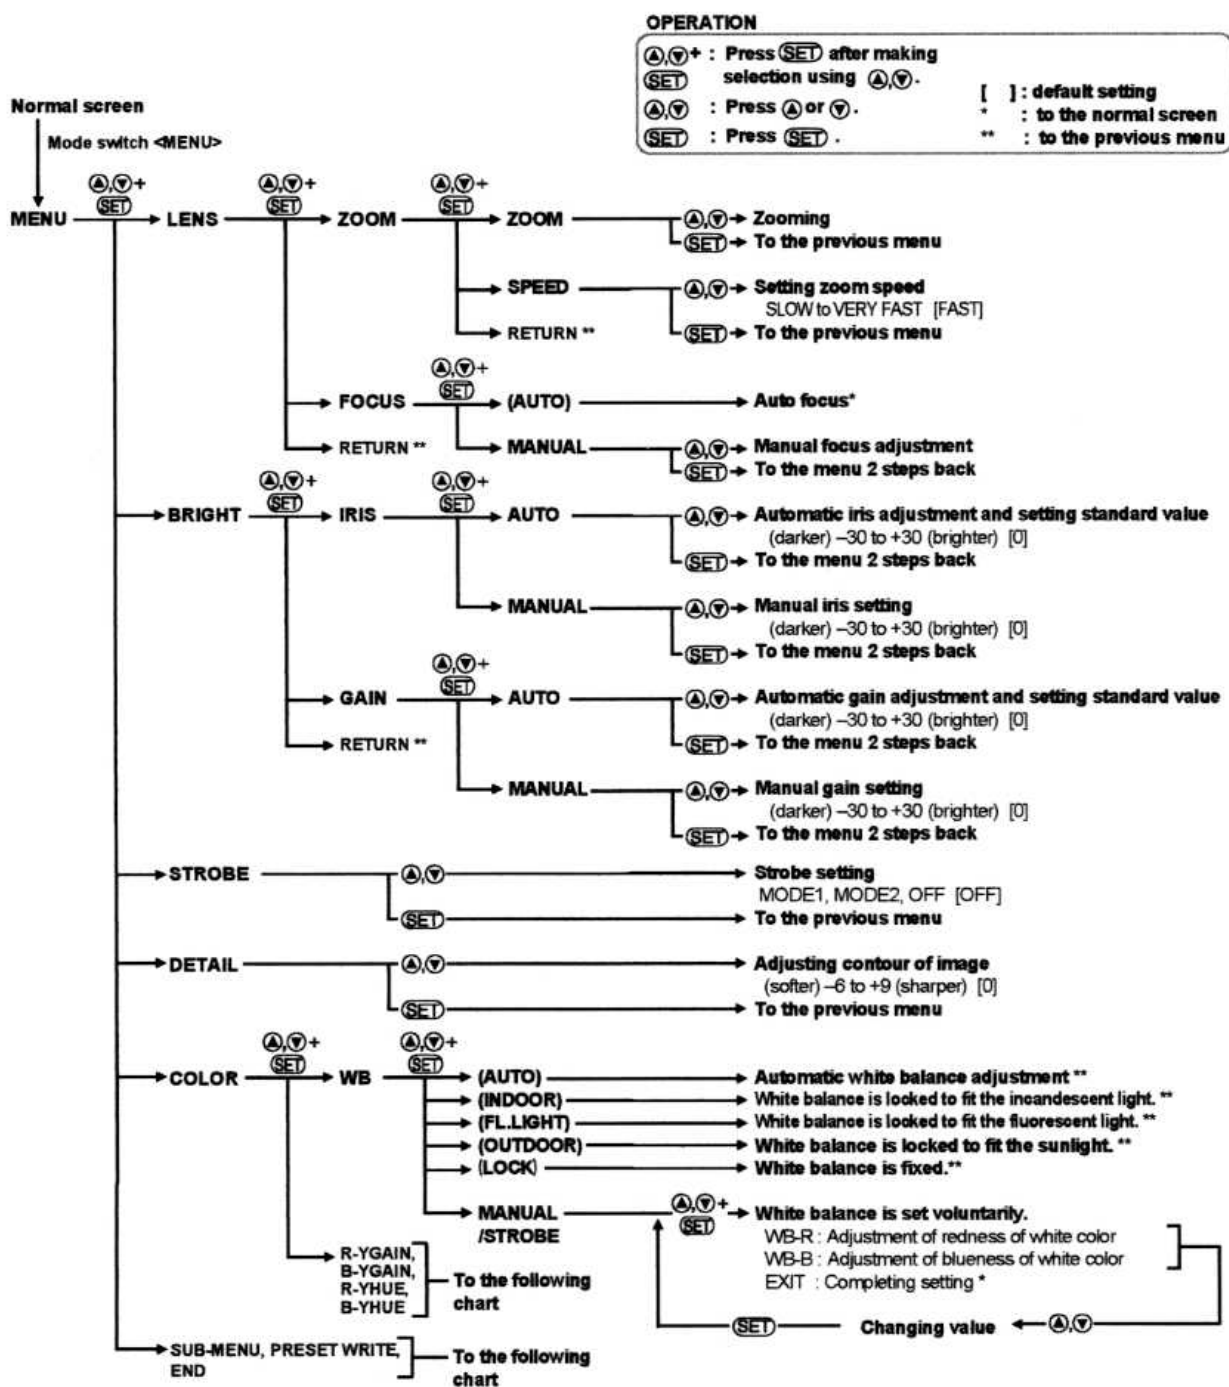 OPERATION
▲,▼+ : Press SET after making
SET selection using ▲,▼.
[ ] : default setting
▲,▼ : Press ▲ or ▼.
* : to the normal screen
SET : Press SET.
** : to the previous menu
Normal screen
Mode switch <MENU>
▲,▼+ ▲,▼+ ▲,▼+
SET SET SET
MENU LENS ZOOM ZOOM ▲,▼ Zooming
SET To the previous menu
SPEED ▲,▼ Setting zoom speed
SLOW to VERY FAST [FAST]
RETURN ** SET To the previous menu
▲,▼+
SET
FOCUS (AUTO) Auto focus*
RETURN ** MANUAL ▲,▼ Manual focus adjustment
SET To the menu 2 steps back
▲,▼+ ▲,▼+
SET SET
BRIGHT IRIS AUTO ▲,▼ Automatic iris adjustment and setting standard value
(darker) –30 to +30 (brighter) [0]
SET To the menu 2 steps back
MANUAL ▲,▼ Manual iris setting
(darker) –30 to +30 (brighter) [0]
SET To the menu 2 steps back
▲,▼+
SET
GAIN AUTO ▲,▼ Automatic gain adjustment and setting standard value
(darker) –30 to +30 (brighter) [0]
RETURN ** SET To the menu 2 steps back
MANUAL ▲,▼ Manual gain setting
(darker) –30 to +30 (brighter) [0]
SET To the menu 2 steps back
STROBE ▲,▼ Strobe setting
MODE1, MODE2, OFF [OFF]
SET To the previous menu
DETAIL ▲,▼ Adjusting contour of image
(softer) –6 to +9 (sharper) [0]
SET To the previous menu
▲,▼+ ▲,▼+
SET SET
COLOR WB (AUTO) Automatic white balance adjustment **
(INDOOR) White balance is locked to fit the incandescent light. **
(FL.LIGHT) White balance is locked to fit the fluorescent light. **
(OUTDOOR) White balance is locked to fit the sunlight. **
(LOCK) White balance is fixed.**
MANUAL
/STROBE
▲,▼+
SET
White balance is set voluntarily.
WB-R : Adjustment of redness of white color
WB-B : Adjustment of blueness of white color
EXIT : Completing setting *
R-YGAIN,
B-YGAIN,
R-YHUE,
B-YHUE
To the following
chart
SET Changing value ▲,▼
SUB-MENU, PRESET WRITE,
END
To the following
chart